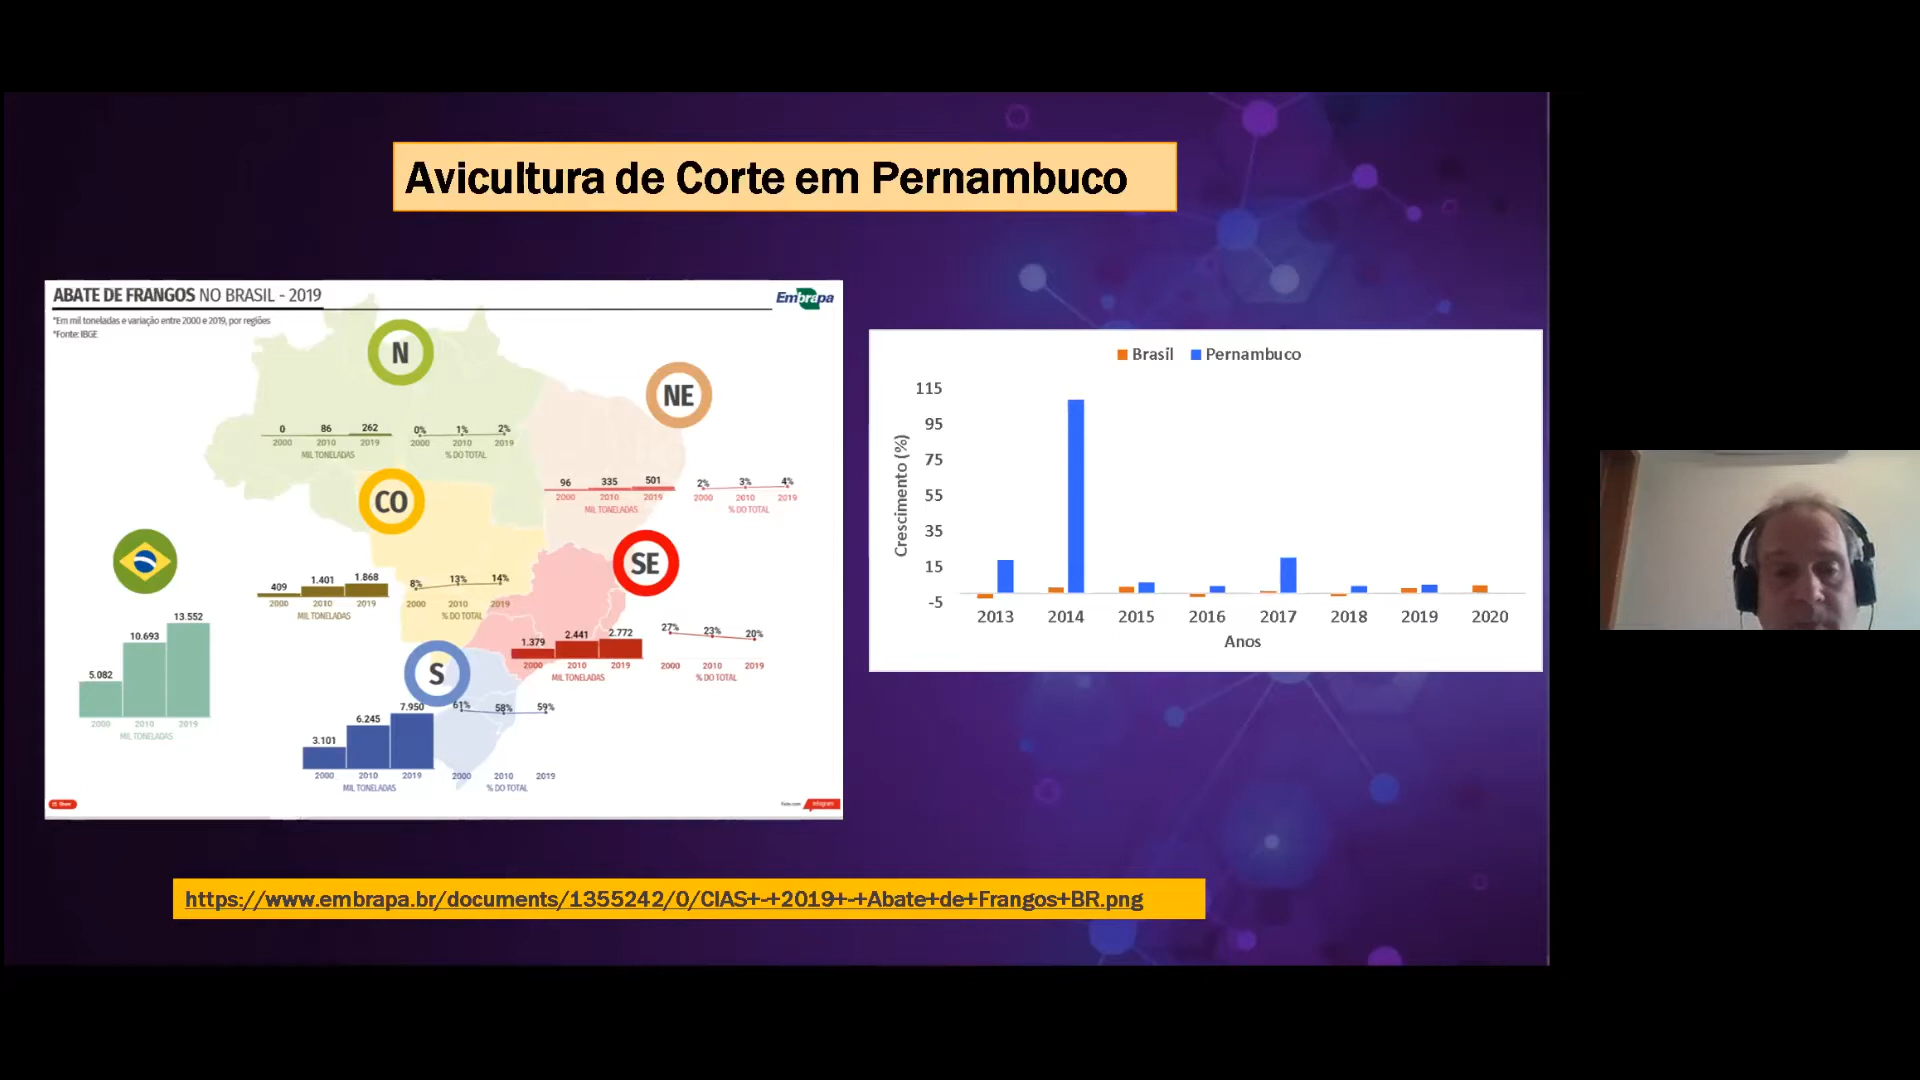 Avicultura de Corte em Pernambuco
ABATE DE FRANGOS NO BRASIL - 2019
Embrapa
*Em mil toneladas e variação entre 2000 e 2019, por regiões
*Fonte: IBGE
N
0 86 262
2000 2010 2019
MIL TONELADAS
0% 1% 2%
2000 2010 2019
% DO TOTAL
NE
96 335 501
2000 2010 2019
MIL TONELADAS
2% 3% 4%
2000 2010 2019
% DO TOTAL
CO
409 1.401 1.868
2000 2010 2019
MIL TONELADAS
8% 13% 14%
2000 2010 2019
% DO TOTAL
SE
1.379 2.441 2.772
2000 2010 2019
MIL TONELADAS
27% 23% 20%
2000 2010 2019
% DO TOTAL
5.082 10.693 13.552
2000 2010 2019
MIL TONELADAS
S
3.101 6.245 7.950
2000 2010 2019
MIL TONELADAS
61% 58% 59%
2000 2010 2019
% DO TOTAL
Share
infogram
Brasil Pernambuco
Crescimento (%)
115
95
75
55
35
15
-5
2013 2014 2015 2016 2017 2018 2019 2020
Anos
https://www.embrapa.br/documents/1355242/0/CIAS+-+2019+-+Abate+de+Frangos+BR.png